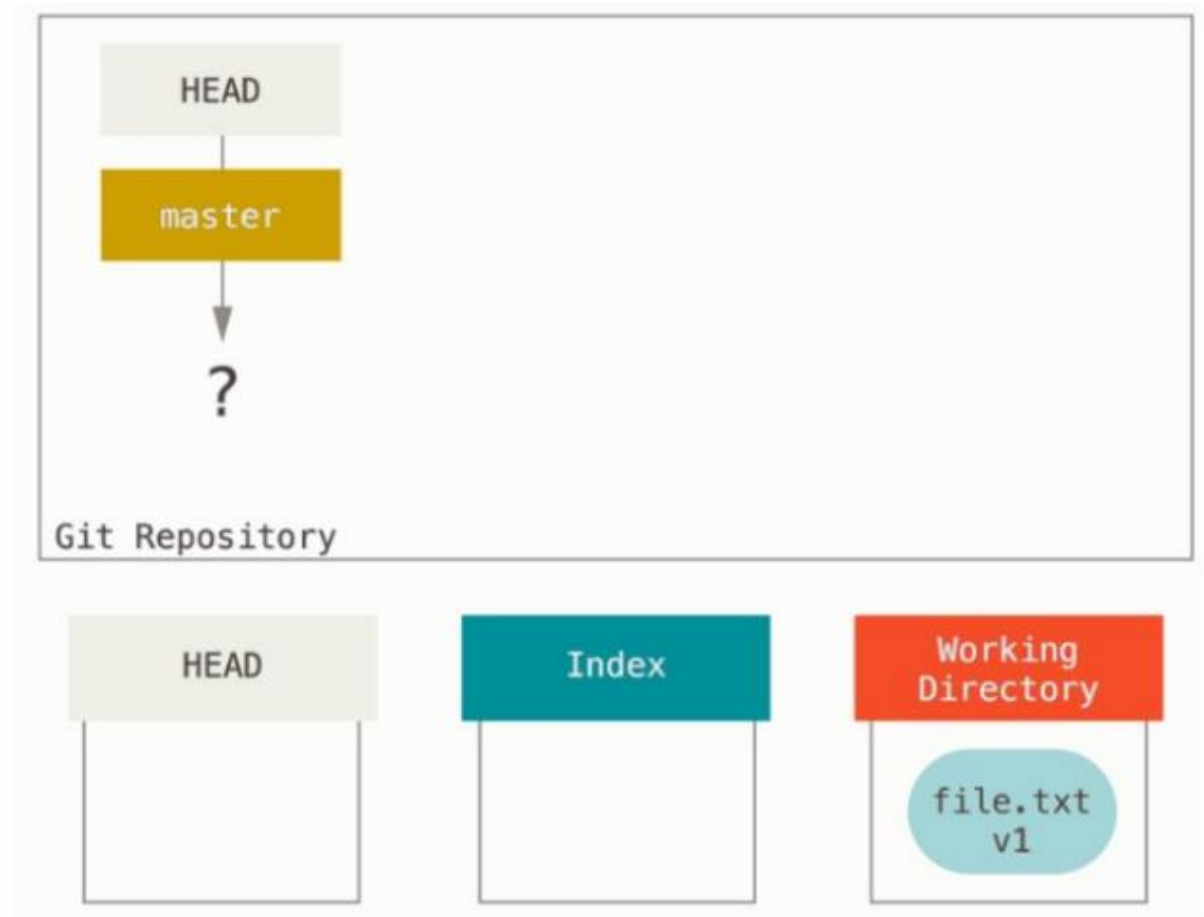 HEAD
master
?
Git Repository
HEAD
Index
Working
Directory
file.txt
v1